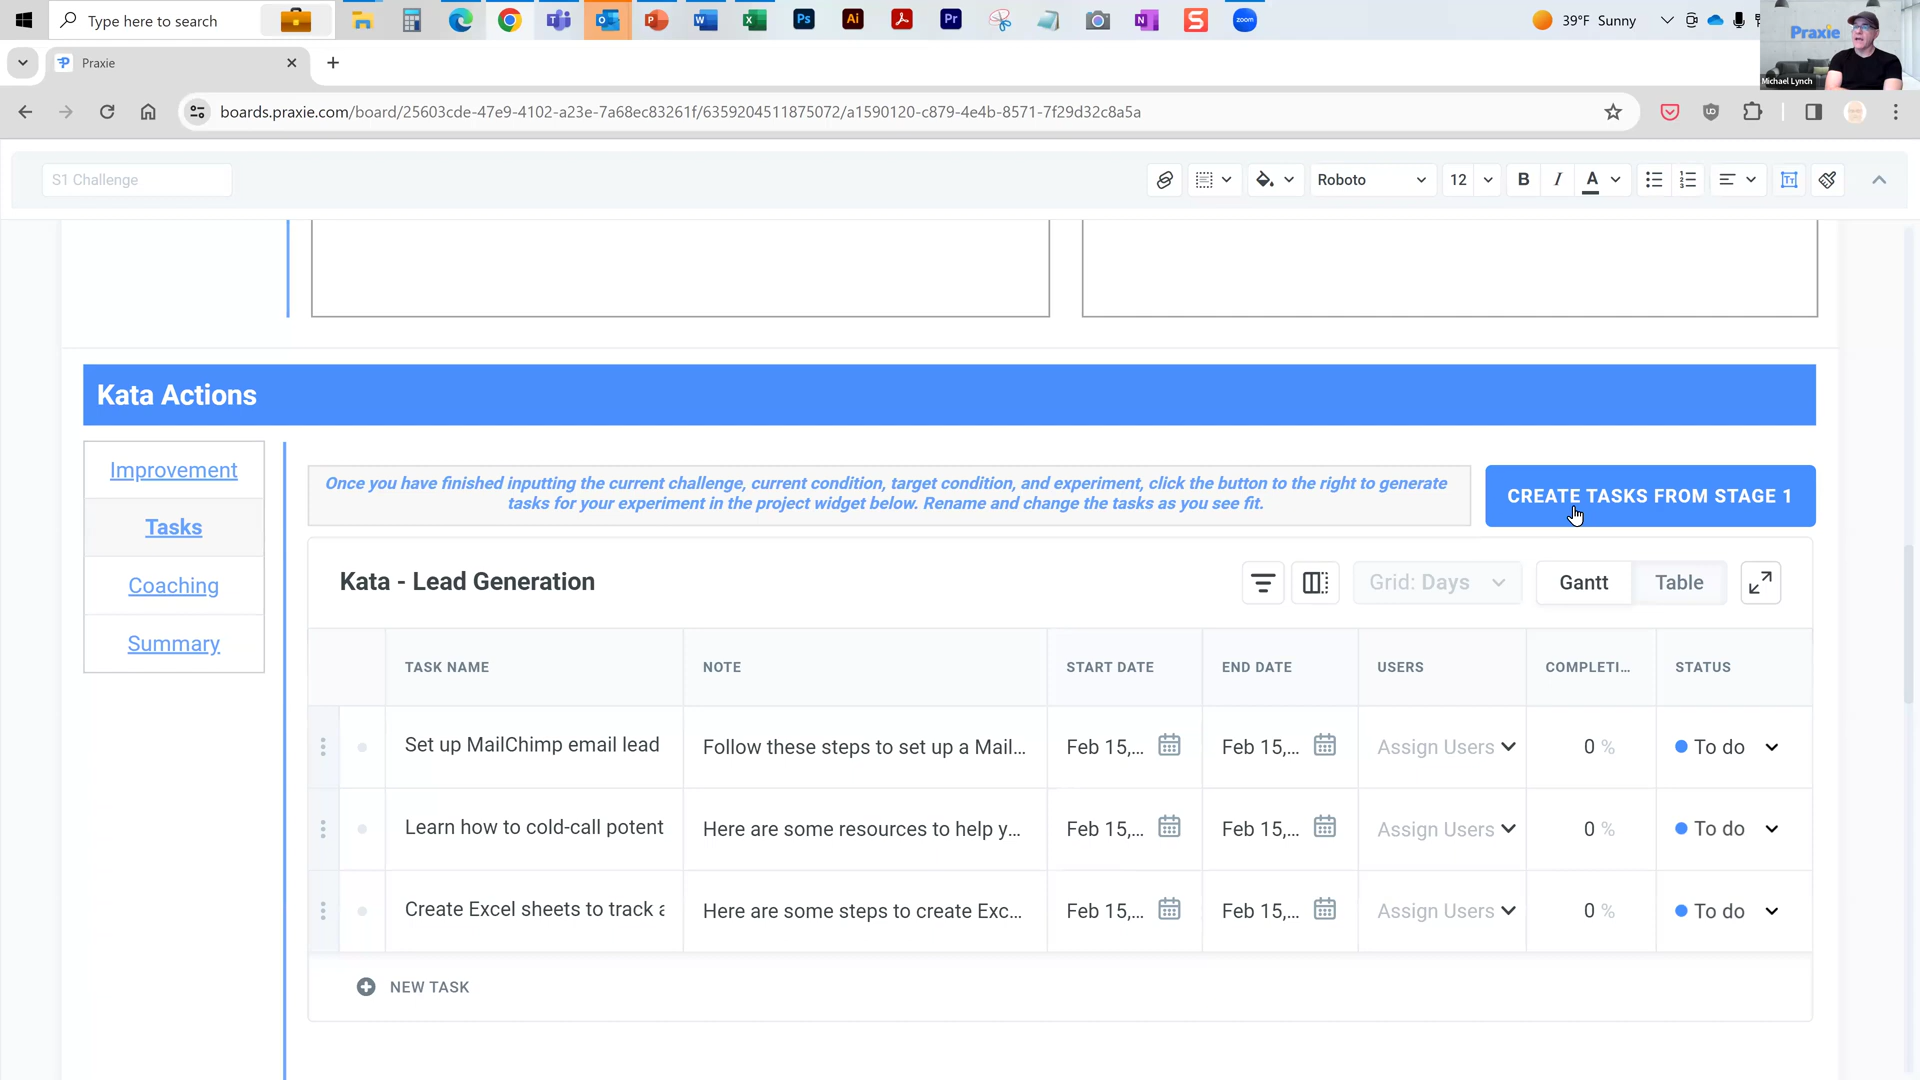 Type here to search
39°F Sunny
Praxie
Michael Lynch
Praxie
boards.praxie.com/board/25603cde-47e9-4102-a23e-7a68ec83261f/6359204511875072/a1590120-c879-4e4b-8571-7f29d32c8a5a
S1 Challenge
Roboto
12
B
I
A
Kata Actions
Improvement
Tasks
Coaching
Summary
Once you have finished inputting the current challenge, current condition, target condition, and experiment, click the button to the right to generate
tasks for your experiment in the project widget below. Rename and change the tasks as you see fit.
CREATE TASKS FROM STAGE 1
Kata - Lead Generation
Grid: Days
Gantt
Table
TASK NAME NOTE START DATE END DATE USERS COMPLETI... STATUS
Set up MailChimp email lead Follow these steps to set up a Mail... Feb 15,... Feb 15,... Assign Users 0 % To do
Learn how to cold-call potent Here are some resources to help y... Feb 15,... Feb 15,... Assign Users 0 % To do
Create Excel sheets to track Here are some steps to create Exc... Feb 15,... Feb 15,... Assign Users 0 % To do
NEW TASK